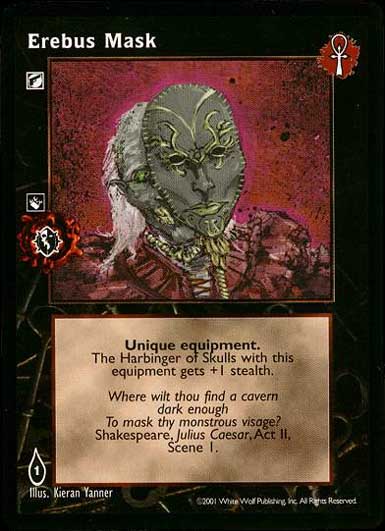 Erebus Mask
Unique equipment.
The Harbinger of Skulls with this
equipment gets +1 stealth.
Where wilt thou find a cavern
dark enough
To mask thy monstrous visage?
Shakespeare, Julius Caesar, Act II,
Scene 1.
1
Illus. Kieran Yanner
©2001 White Wolf Publishing, Inc. All Rights Reserved.